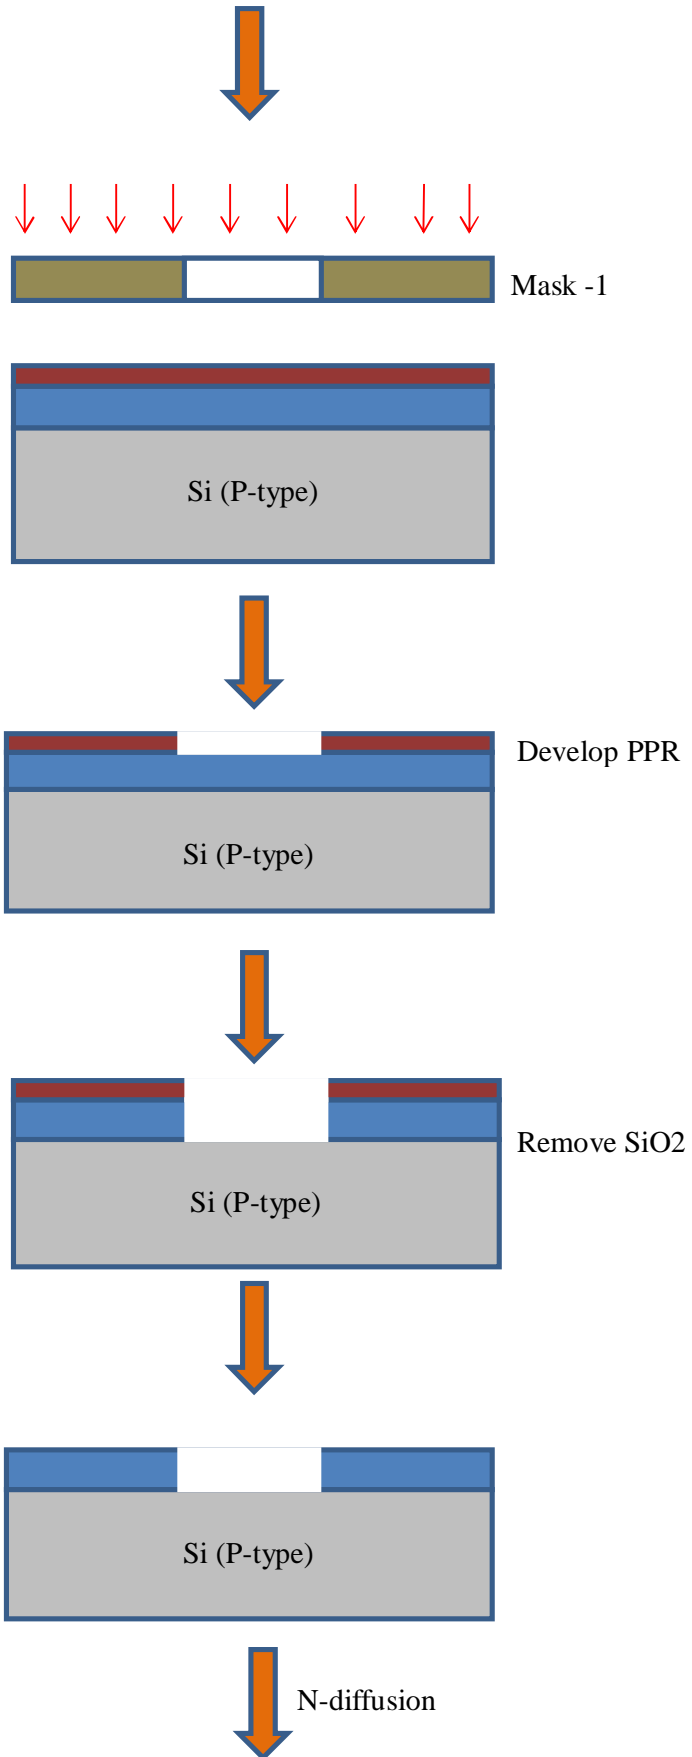 Mask -1
Si (P-type)
Develop PPR
Si (P-type)
Remove SiO2
Si (P-type)
Si (P-type)
N-diffusion